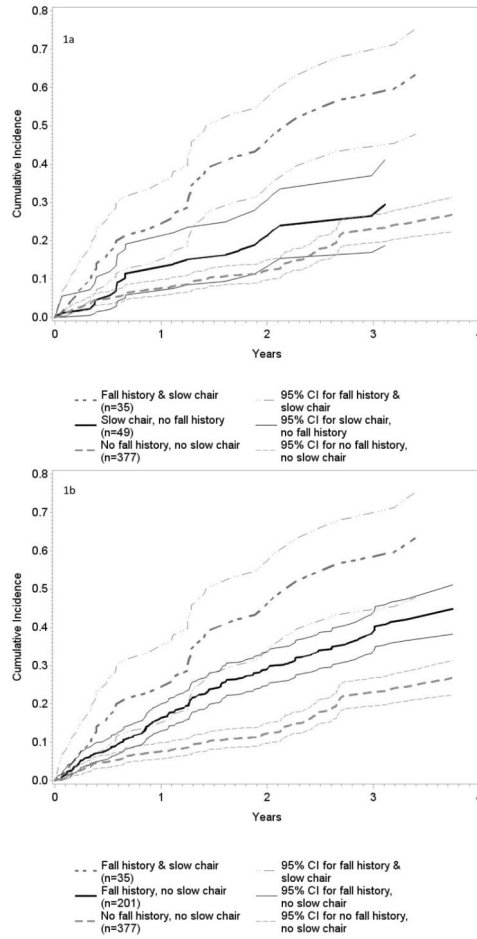 0.8
1a
0.7
0.6
0.5
0.4
0.3
0.2
0.1
0.0
Cumulative Incidence
0 1 2 3 4
Years
Fall history & slow chair
(n=35)
Slow chair, no fall history
(n=49)
No fall history, no slow chair
(n=377)
95% CI for fall history &
slow chair
95% CI for slow chair,
no fall history
95% CI for no fall history,
no slow chair
0.8
1b
0.7
0.6
0.5
0.4
0.3
0.2
0.1
0.0
Cumulative Incidence
0 1 2 3 4
Years
Fall history & slow chair
(n=35)
Fall history, no slow chair
(n=201)
No fall history, no slow chair
(n=377)
95% CI for fall history &
slow chair
95% CI for fall history,
no slow chair
95% CI for no fall history,
no slow chair